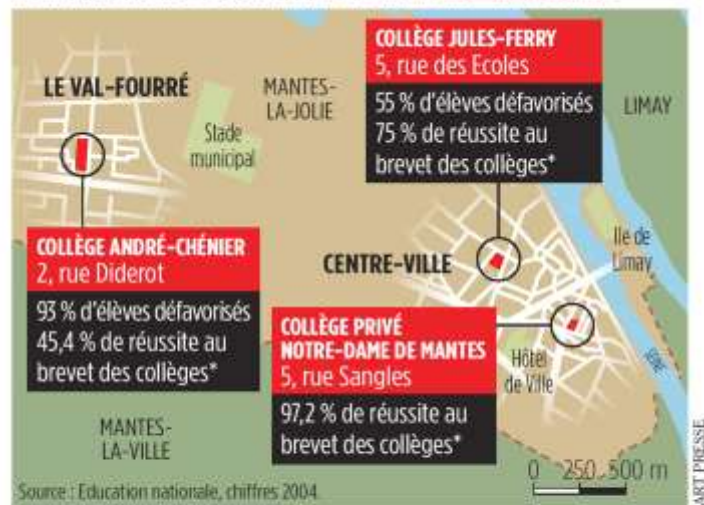 COLLÈGE JULES-FERRY
5, rue des Ecoles
55 % d'élèves défavorisés
75 % de réussite au
brevet des collèges*
LE VAL-FOURRÉ
MANTES-
LA-JOLIE
LIMAY
Stade
municipal
COLLÈGE ANDRÉ-CHÉNIER
2, rue Diderot
93 % d'élèves défavorisés
45,4 % de réussite au
brevet des collèges*
CENTRE-VILLE
Ile de
Limay
COLLÈGE PRIVÉ
NOTRE-DAME DE MANTES
5, rue Sangles
97,2 % de réussite au
brevet des collèges*
Hôtel
de Ville
SEINE
MANTES-
LA-VILLE
0 250 500 m
Source : Education nationale, chiffres 2004.
ART PRESSE